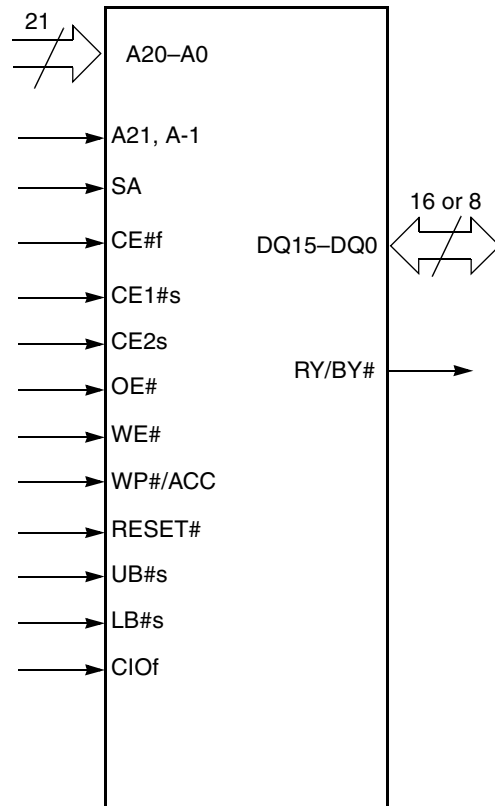 21
A20–A0
A21, A-1
SA
16 or 8
CE#f
DQ15–DQ0
CE1#s
CE2s
RY/BY#
OE#
WE#
WP#/ACC
RESET#
UB#s
LB#s
CIOf